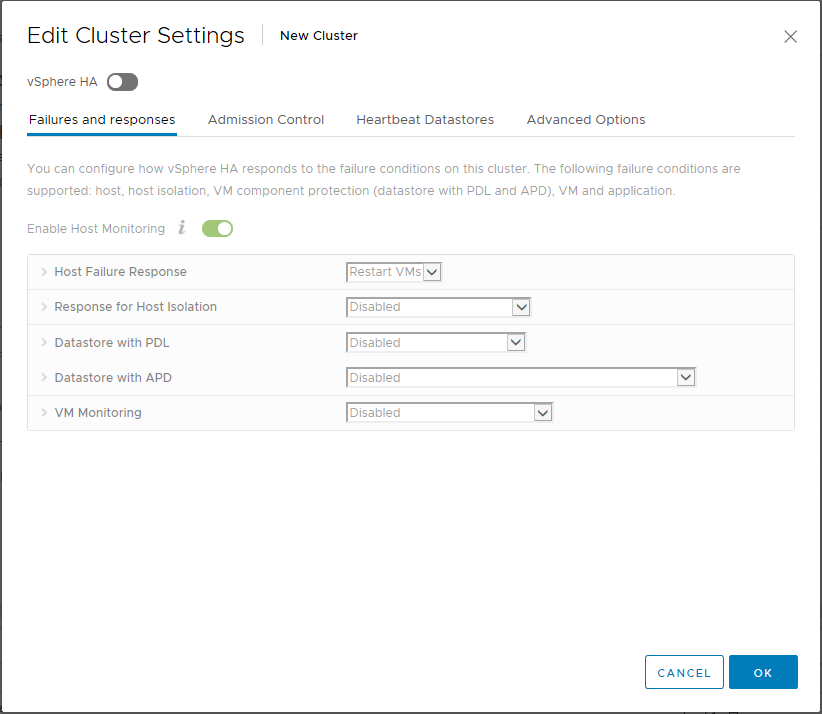 Edit Cluster Settings New Cluster
vSphere HA
Failures and responses Admission Control Heartbeat Datastores Advanced Options
You can configure how vSphere HA responds to the failure conditions on this cluster. The following failure conditions are
supported: host, host isolation, VM component protection (datastore with PDL and APD), VM and application.
Enable Host Monitoring i
Host Failure Response Restart VMs
Response for Host Isolation Disabled
Datastore with PDL Disabled
Datastore with APD Disabled
VM Monitoring Disabled
CANCEL OK